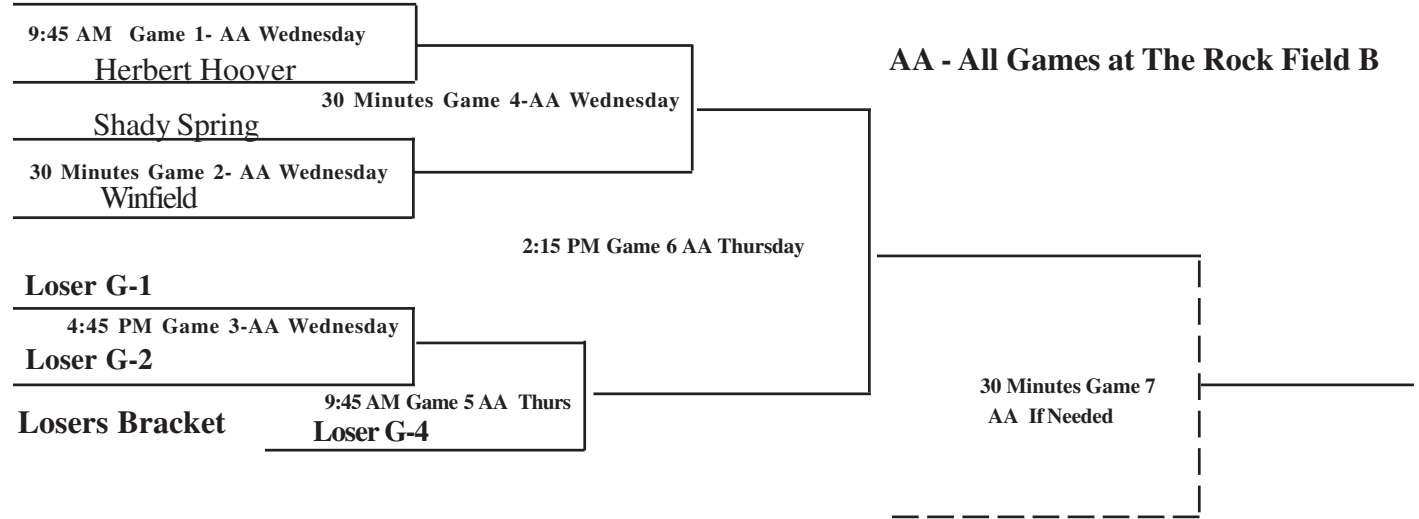 9:45 AM Game 1- AA Wednesday
Herbert Hoover
AA - All Games at The Rock Field B
30 Minutes Game 4-AA Wednesday
Shady Spring
30 Minutes Game 2- AA Wednesday
Winfield
2:15 PM Game 6 AA Thursday
Loser G-1
4:45 PM Game 3-AA Wednesday
Loser G-2
30 Minutes Game 7
AA If Needed
9:45 AM Game 5 AA Thurs
Losers Bracket
Loser G-4